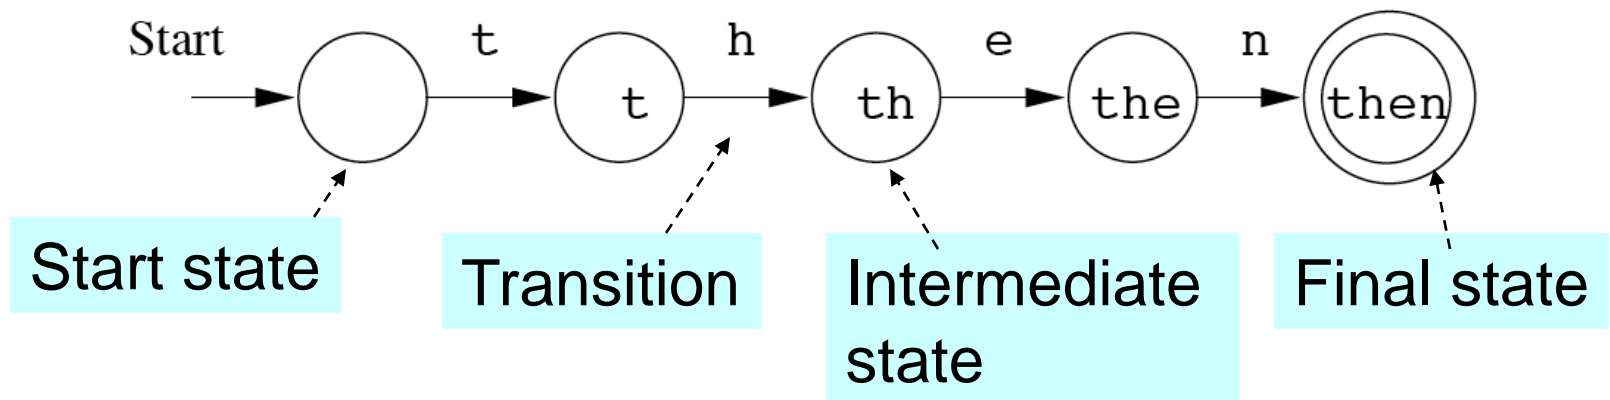 Start t h e n
t th the then
Start state Transition Intermediate Final state
state